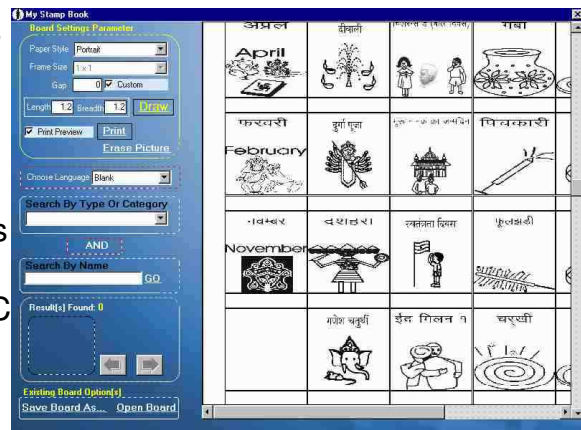 My Stamp Book
Board Settings Parameter
Paper Style Portrait
Frame Size 1 x 1
Gap 0 Custom
Length 1.2 Breadth 1.2 Draw
Print Preview Print
Erase Picture
Choose Language Blank
Search By Type Or Category
AND
Search By Name
GO
Result(s) Found: 0
Existing Board Option(s)
Save Board As... Open Board
s
C
अप्रैल
April
दीवाली
फरवरी
February
दुर्गा पूजा
पिचकारी
नवम्बर
November
दशहरा
स्वतंत्रता दिवस
फूलझडी
गणेश चतुर्थी
ईद मिलन १
चरखी